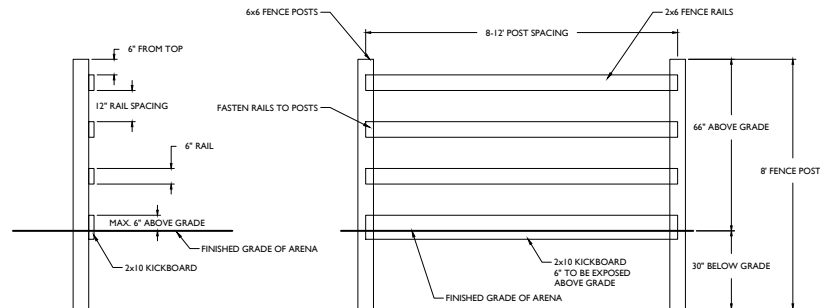 6" FROM TOP
12" RAIL SPACING
6" RAIL
MAX. 6" ABOVE GRADE
FINISHED GRADE OF ARENA
2x10 KICKBOARD
6x6 FENCE POSTS
2x6 FENCE RAILS
8-12' POST SPACING
FASTEN RAILS TO POSTS
66" ABOVE GRADE
8' FENCE POST
2x10 KICKBOARD
6" TO BE EXPOSED
ABOVE GRADE
30" BELOW GRADE
FINISHED GRADE OF ARENA